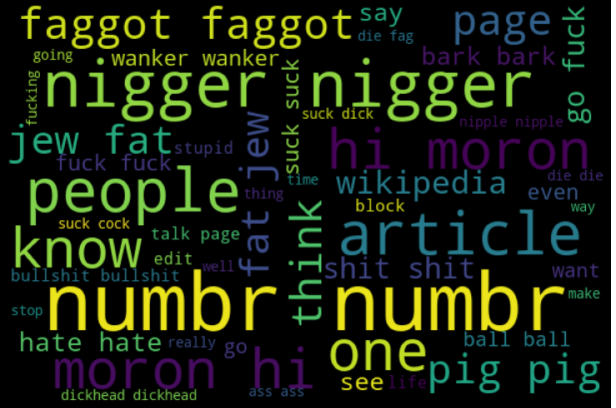 faggot faggot
say
die fag
page
go fuck
going
wanker wanker
bark bark
fucking
nigger nigger
suck suck
suck dick
nipple nipple
jew fat
stupid
fat jew
hi moron
fuck fuck
people
thing
time
wikipedia
die die
even
way
block
suck cock
know
talk page
think
article
edit
well
shit shit
want
bullshit bullshit
numbr numbr
make
stop
hate hate
really
go
one
ball ball
moron hi
see
life
pig pig
dickhead dickhead
ass ass